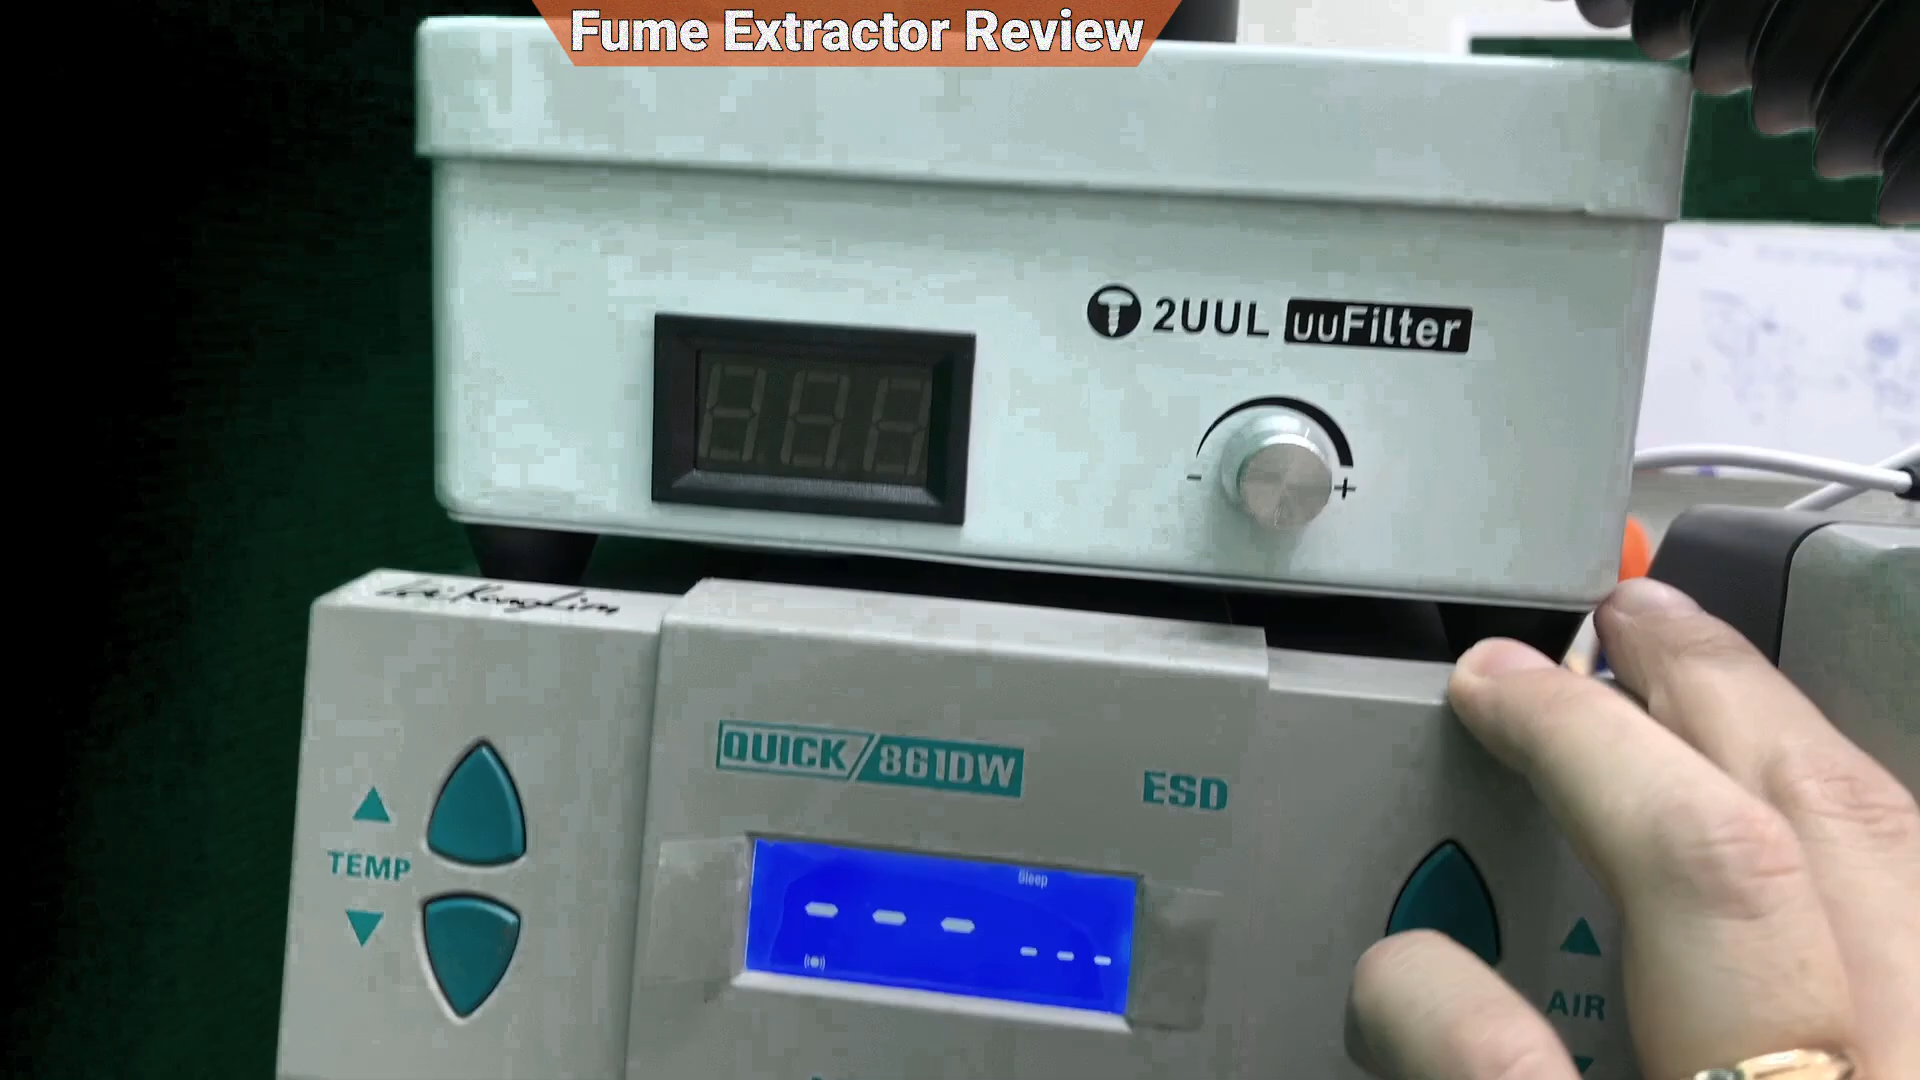 Fume Extractor Review
2UUL uuFilter
- +
QUICK/861DW
ESD
TEMP
Sleep
--- ---
AIR